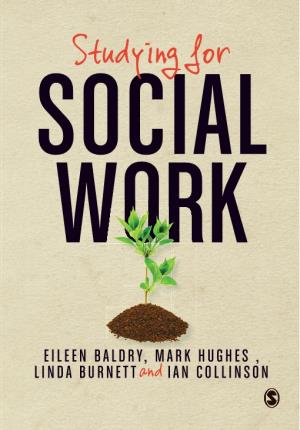 Studying for
SOCIAL
WORK
EILEEN BALDRY, MARK HUGHES ,
LINDA BURNETT and IAN COLLINSON
S